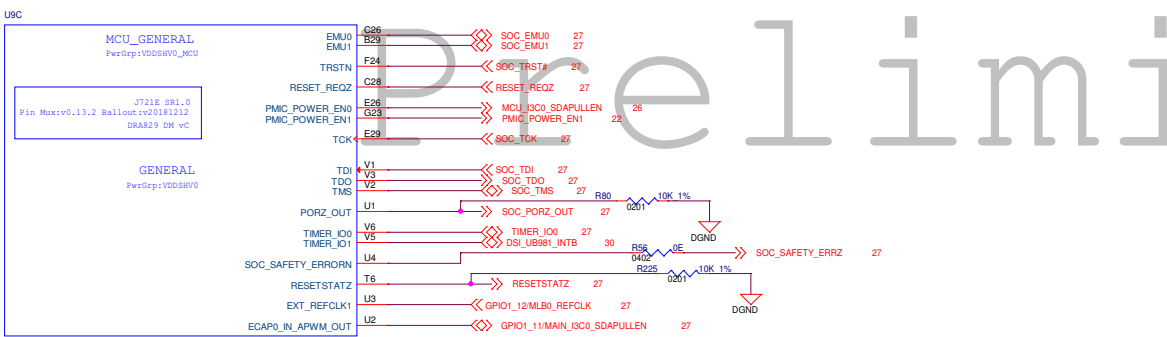 U9C
Prelimi
MCU_GENERAL
PwrGrp:VDDSHV0_MCU
J721E SR1.0
Pin Mux:v0.13.2 Ballout:v20181212
DRA829 DM vC
GENERAL
PwrGrp:VDDSHV0
EMU0 C26 SOC_EMU0 27
EMU1 B29 SOC_EMU1 27
TRSTN F24 SOC_TRST# 27
RESET_REQZ C28 RESET_REQZ 27
PMIC_POWER_EN0 E26 MCU_I3C0_SDAPULLEN 26
PMIC_POWER_EN1 G23 PMIC_POWER_EN1 22
TCK E29 SOC_TCK 27
TDI V1 SOC_TDI 27
TDO V3 SOC_TDO 27
TMS V2 SOC_TMS 27
R80 10K_1%
0201
PORZ_OUT U1 SOC_PORZ_OUT 27
DGND
TIMER_IO0 V6 TIMER_IO0 27
TIMER_IO1 V5 DSI_UB981_INTB 30
R56 0E
0402
SOC_SAFETY_ERRORN U4 SOC_SAFETY_ERRZ 27
R225 10K_1%
0201
RESETSTATZ T6 RESETSTATZ 27
DGND
EXT_REFCLK1 U3 GPIO1_12/MLB0_REFCLK 27
ECAP0_IN_APWM_OUT U2 GPIO1_11/MAIN_I3C0_SDAPULLEN 27